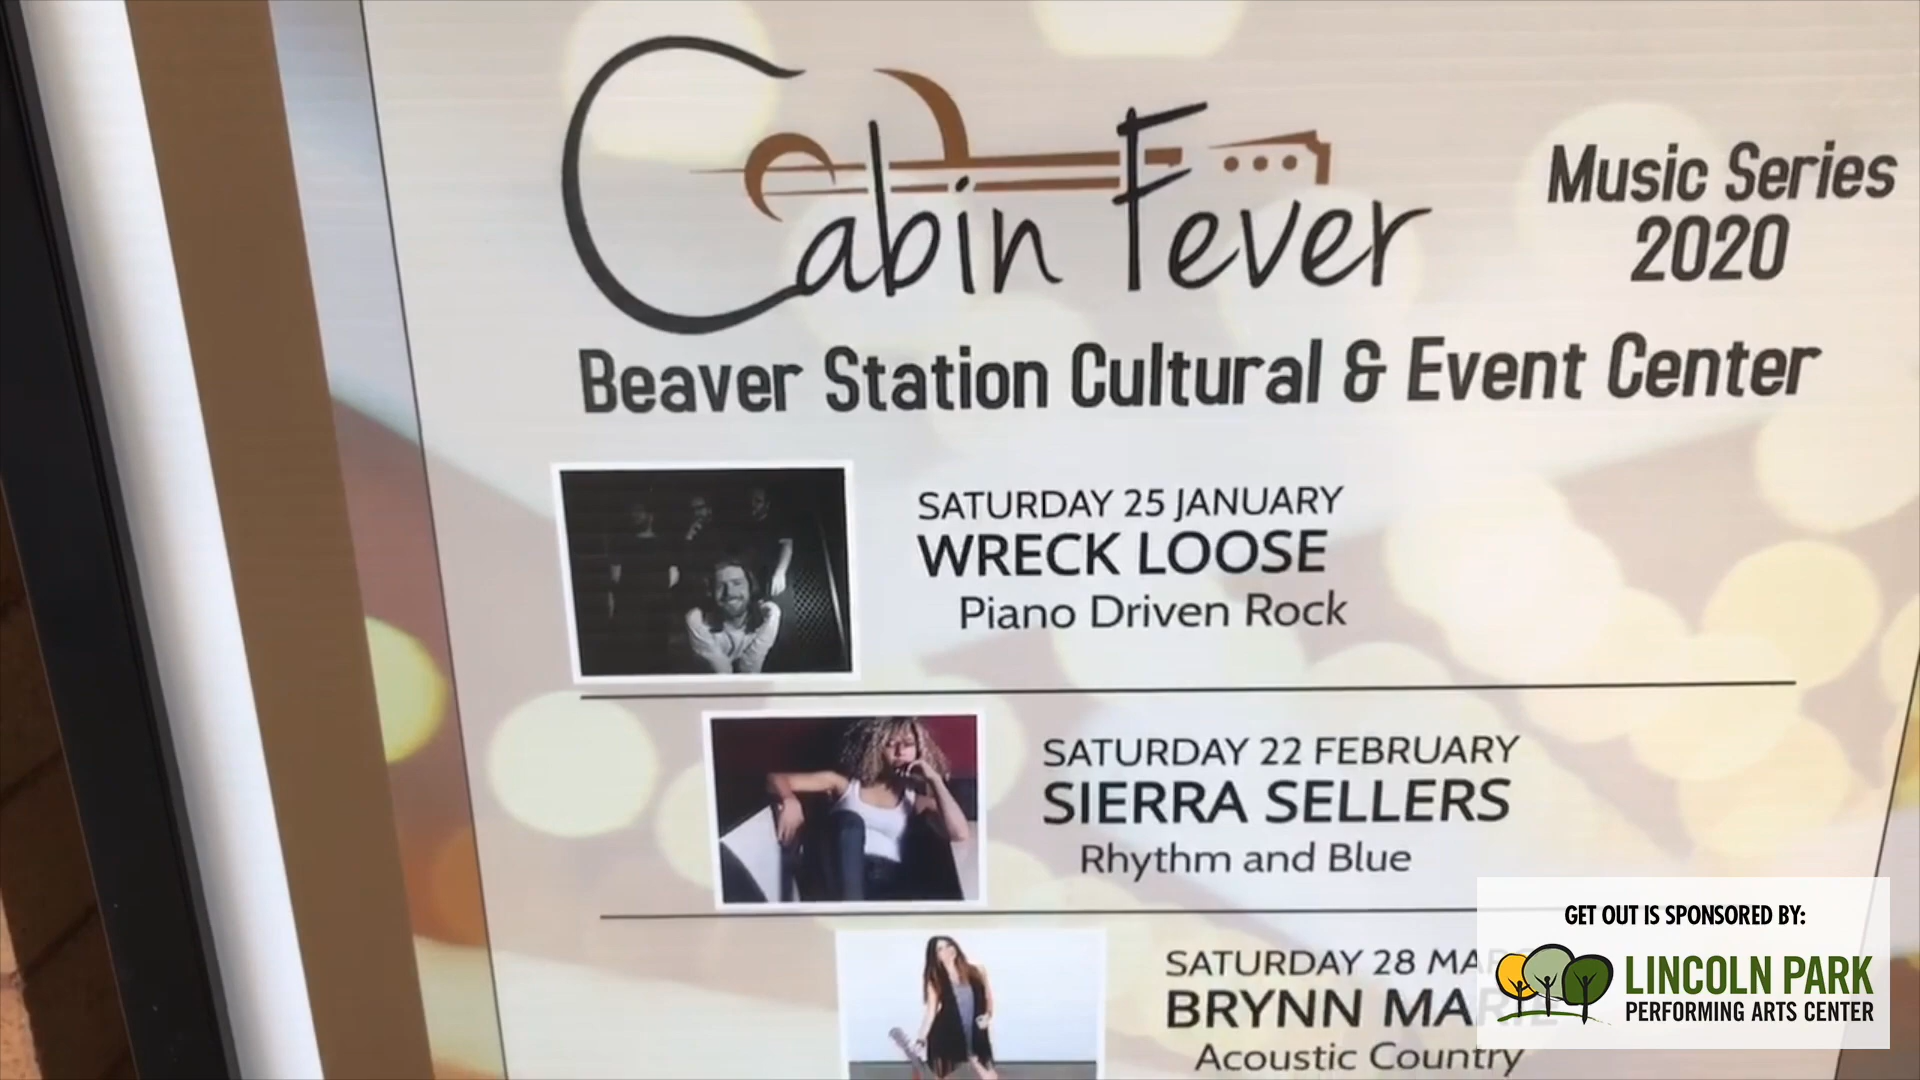 Cabin Fever
Music Series
2020
Beaver Station Cultural & Event Center
SATURDAY 25 JANUARY
WRECK LOOSE
Piano Driven Rock
SATURDAY 22 FEBRUARY
SIERRA SELLERS
Rhythm and Blue
SATURDAY 28 MA
BRYNN MARIE
Acoustic Country
GET OUT IS SPONSORED BY:
LINCOLN PARK
PERFORMING ARTS CENTER